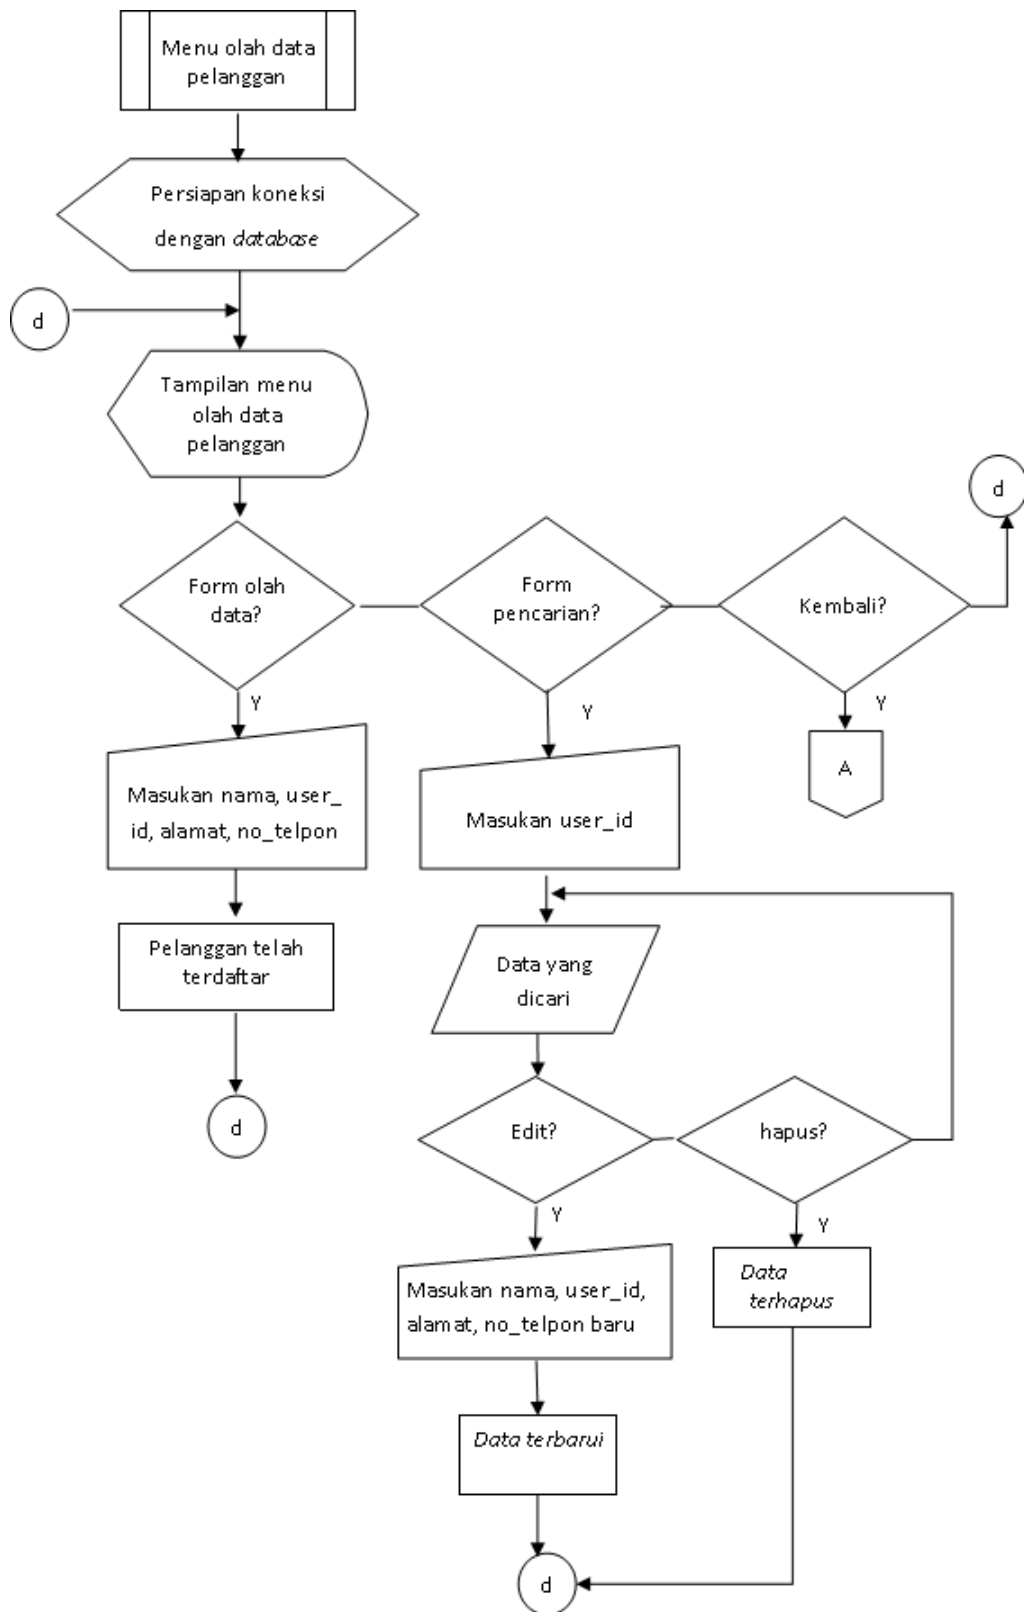 Menu olah data
pelanggan
Persiapan koneksi
dengan database
d
Tampilan menu
olah data
pelanggan
d
Form olah
data?
Form
pencarian?
Kembali?
Y
Y
Y
A
Masukan nama, user_
id, alamat, no_telpon
Masukan user_id
Pelanggan telah
terdaftar
Data yang
dicari
d
Edit?
hapus?
Y
Y
Masukan nama, user_id,
alamat, no_telpon baru
Data
terhapus
Data terbarui
d